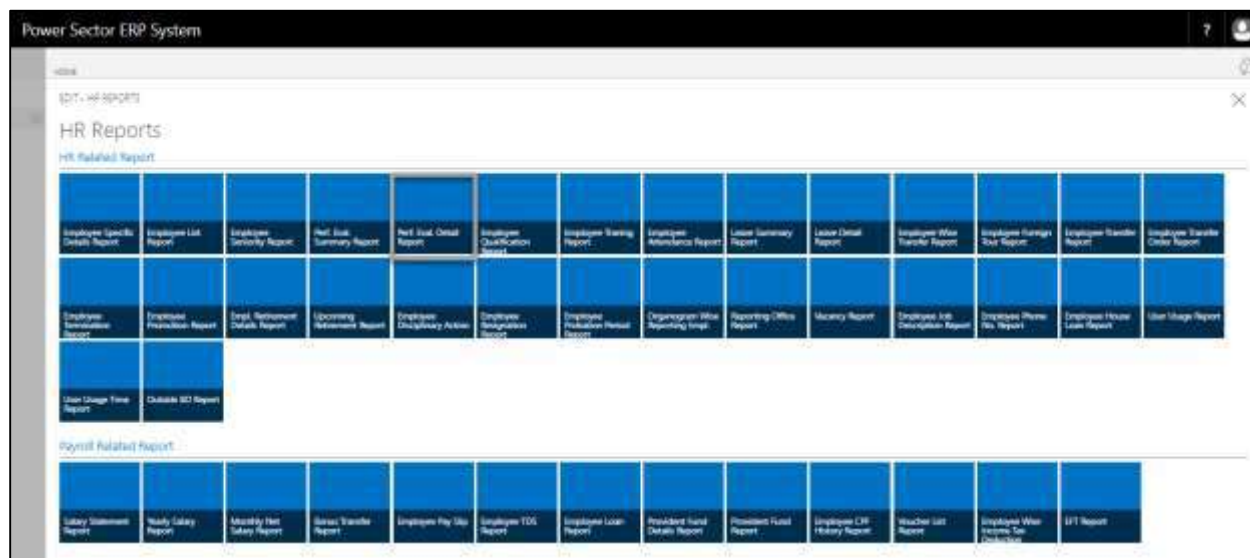 Power Sector ERP System
?
HOME
EDIT - HR REPORTS
HR Reports
HR Related Report
Employee Specific Details Report
Employee List Report
Employee Seniority Report
Perf. Eval. Summary Report
Perf. Eval. Detail Report
Employee Qualification Report
Employee Traning Report
Employee Attendance Report
Leave Summary Report
Leave Detail Report
Employee Wise Transfer Report
Employee Foreign Tour Report
Employee Transfer Report
Employee Transfer Order Report
Employee Termination Report
Employee Promotion Report
Empl. Retirement Details Report
Upcoming Retirement Report
Employee Disciplinary Action
Employee Resignation Report
Employee Probation Period Report
Organogram Wise Reporting Empl.
Reporting Office Report
Vacancy Report
Employee Job Description Report
Employee Phone No. Report
Employee House Loan Report
User Usage Report
User Usage Time Report
Outside BD Report
Payroll Related Report
Salary Statement Report
Yearly Salary Report
Monthly Net Salary Report
Bonus Transfer Report
Employee Pay Slip
Employee TDS Report
Employee Loan Report
Provident Fund Details Report
Provident Fund Report
Employee CPF History Report
Voucher List Report
Employee Wise Income Tax Deduction
EFT Report